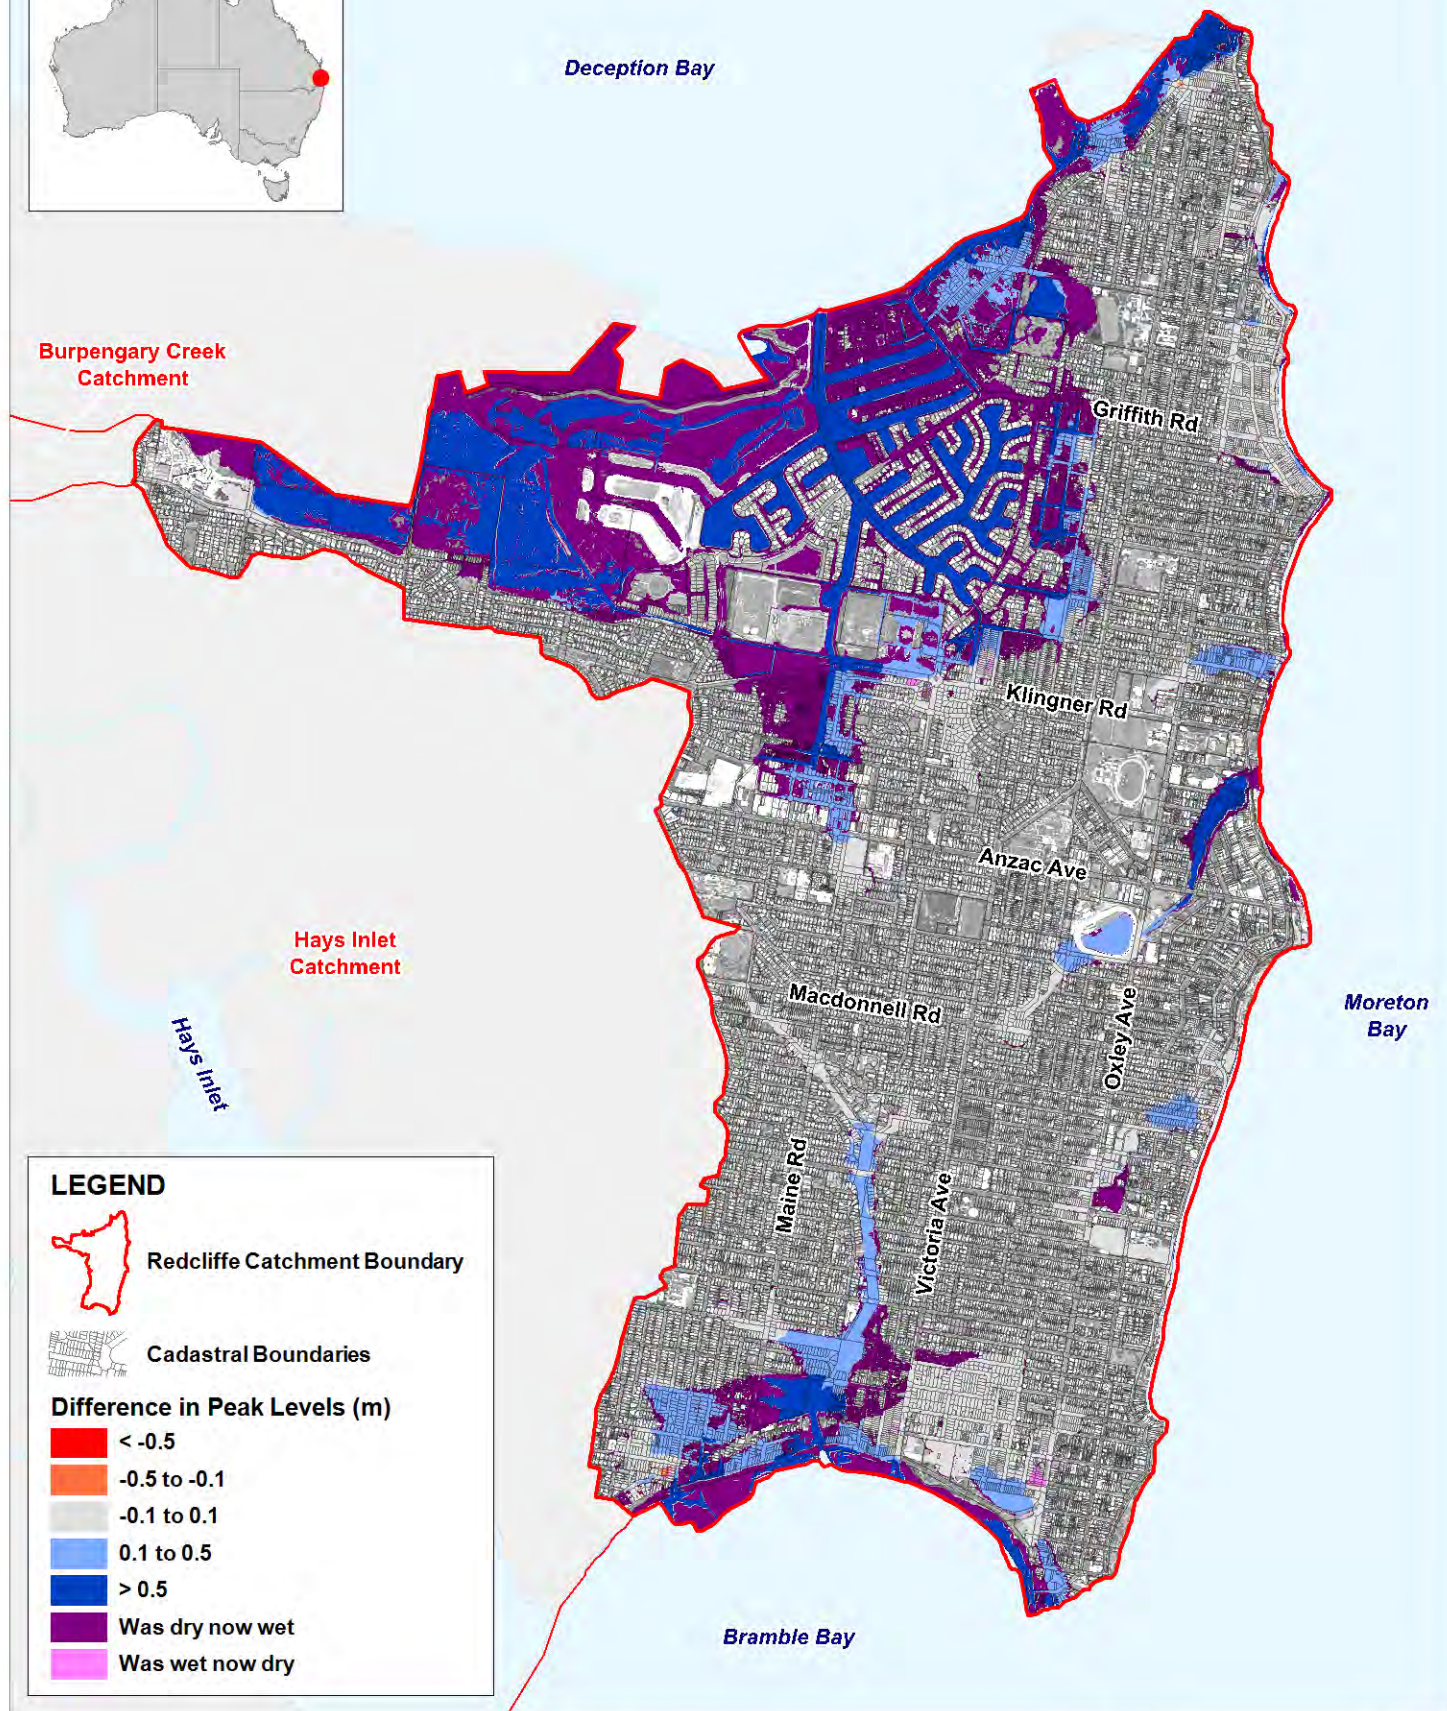 Deception Bay
Burpengary Creek
Catchment
Griffith Rd
Klingner Rd
Anzac Ave
Hays Inlet
Catchment
Macdonnell Rd
Oxley Ave
Moreton
Bay
Hays Inlet
Maine Rd
Victoria Ave
LEGEND
Redcliffe Catchment Boundary
Cadastral Boundaries
Difference in Peak Levels (m)
< -0.5
-0.5 to -0.1
-0.1 to 0.1
0.1 to 0.5
> 0.5
Was dry now wet
Was wet now dry
Bramble Bay